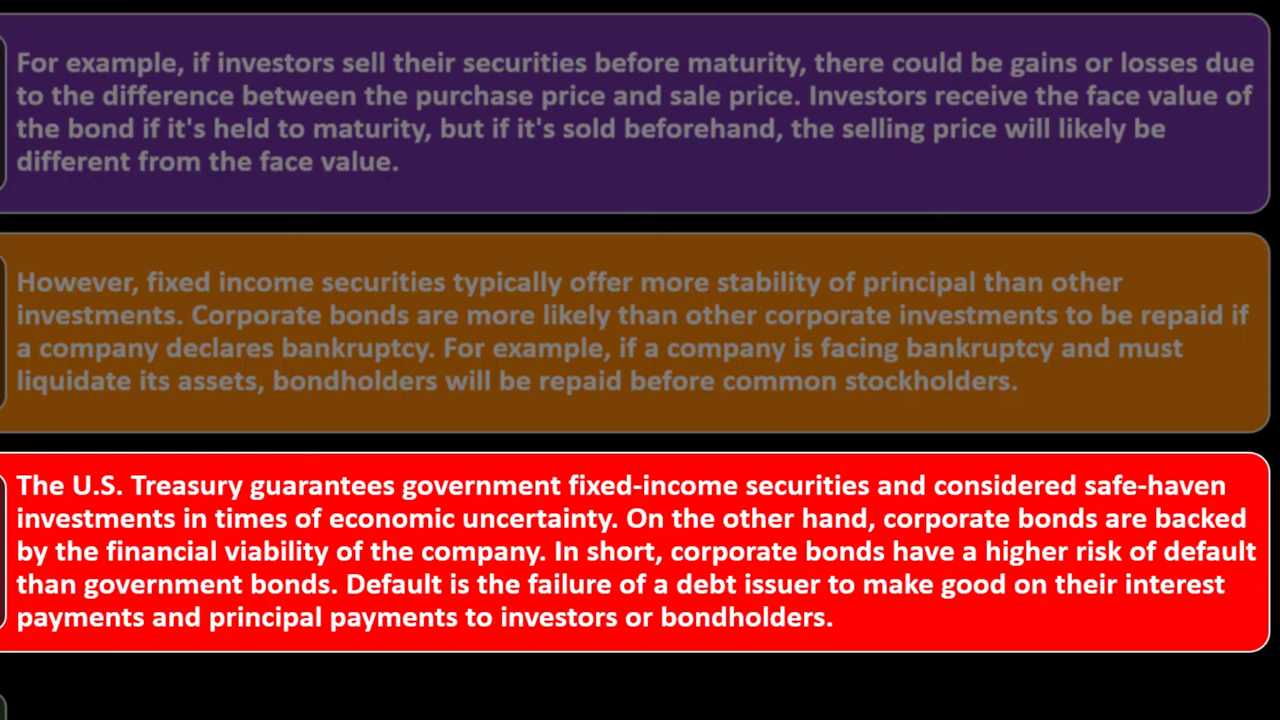 For example, if investors sell their securities before maturity, there could be gains or losses due
to the difference between the purchase price and sale price. Investors receive the face value of
the bond if it's held to maturity, but if it's sold beforehand, the selling price will likely be
different from the face value.
However, fixed income securities typically offer more stability of principal than other
investments. Corporate bonds are more likely than other corporate investments to be repaid if
a company declares bankruptcy. For example, if a company is facing bankruptcy and must
liquidate its assets, bondholders will be repaid before common stockholders.
The U.S. Treasury guarantees government fixed-income securities and considered safe-haven
investments in times of economic uncertainty. On the other hand, corporate bonds are backed
by the financial viability of the company. In short, corporate bonds have a higher risk of default
than government bonds. Default is the failure of a debt issuer to make good on their interest
payments and principal payments to investors or bondholders.